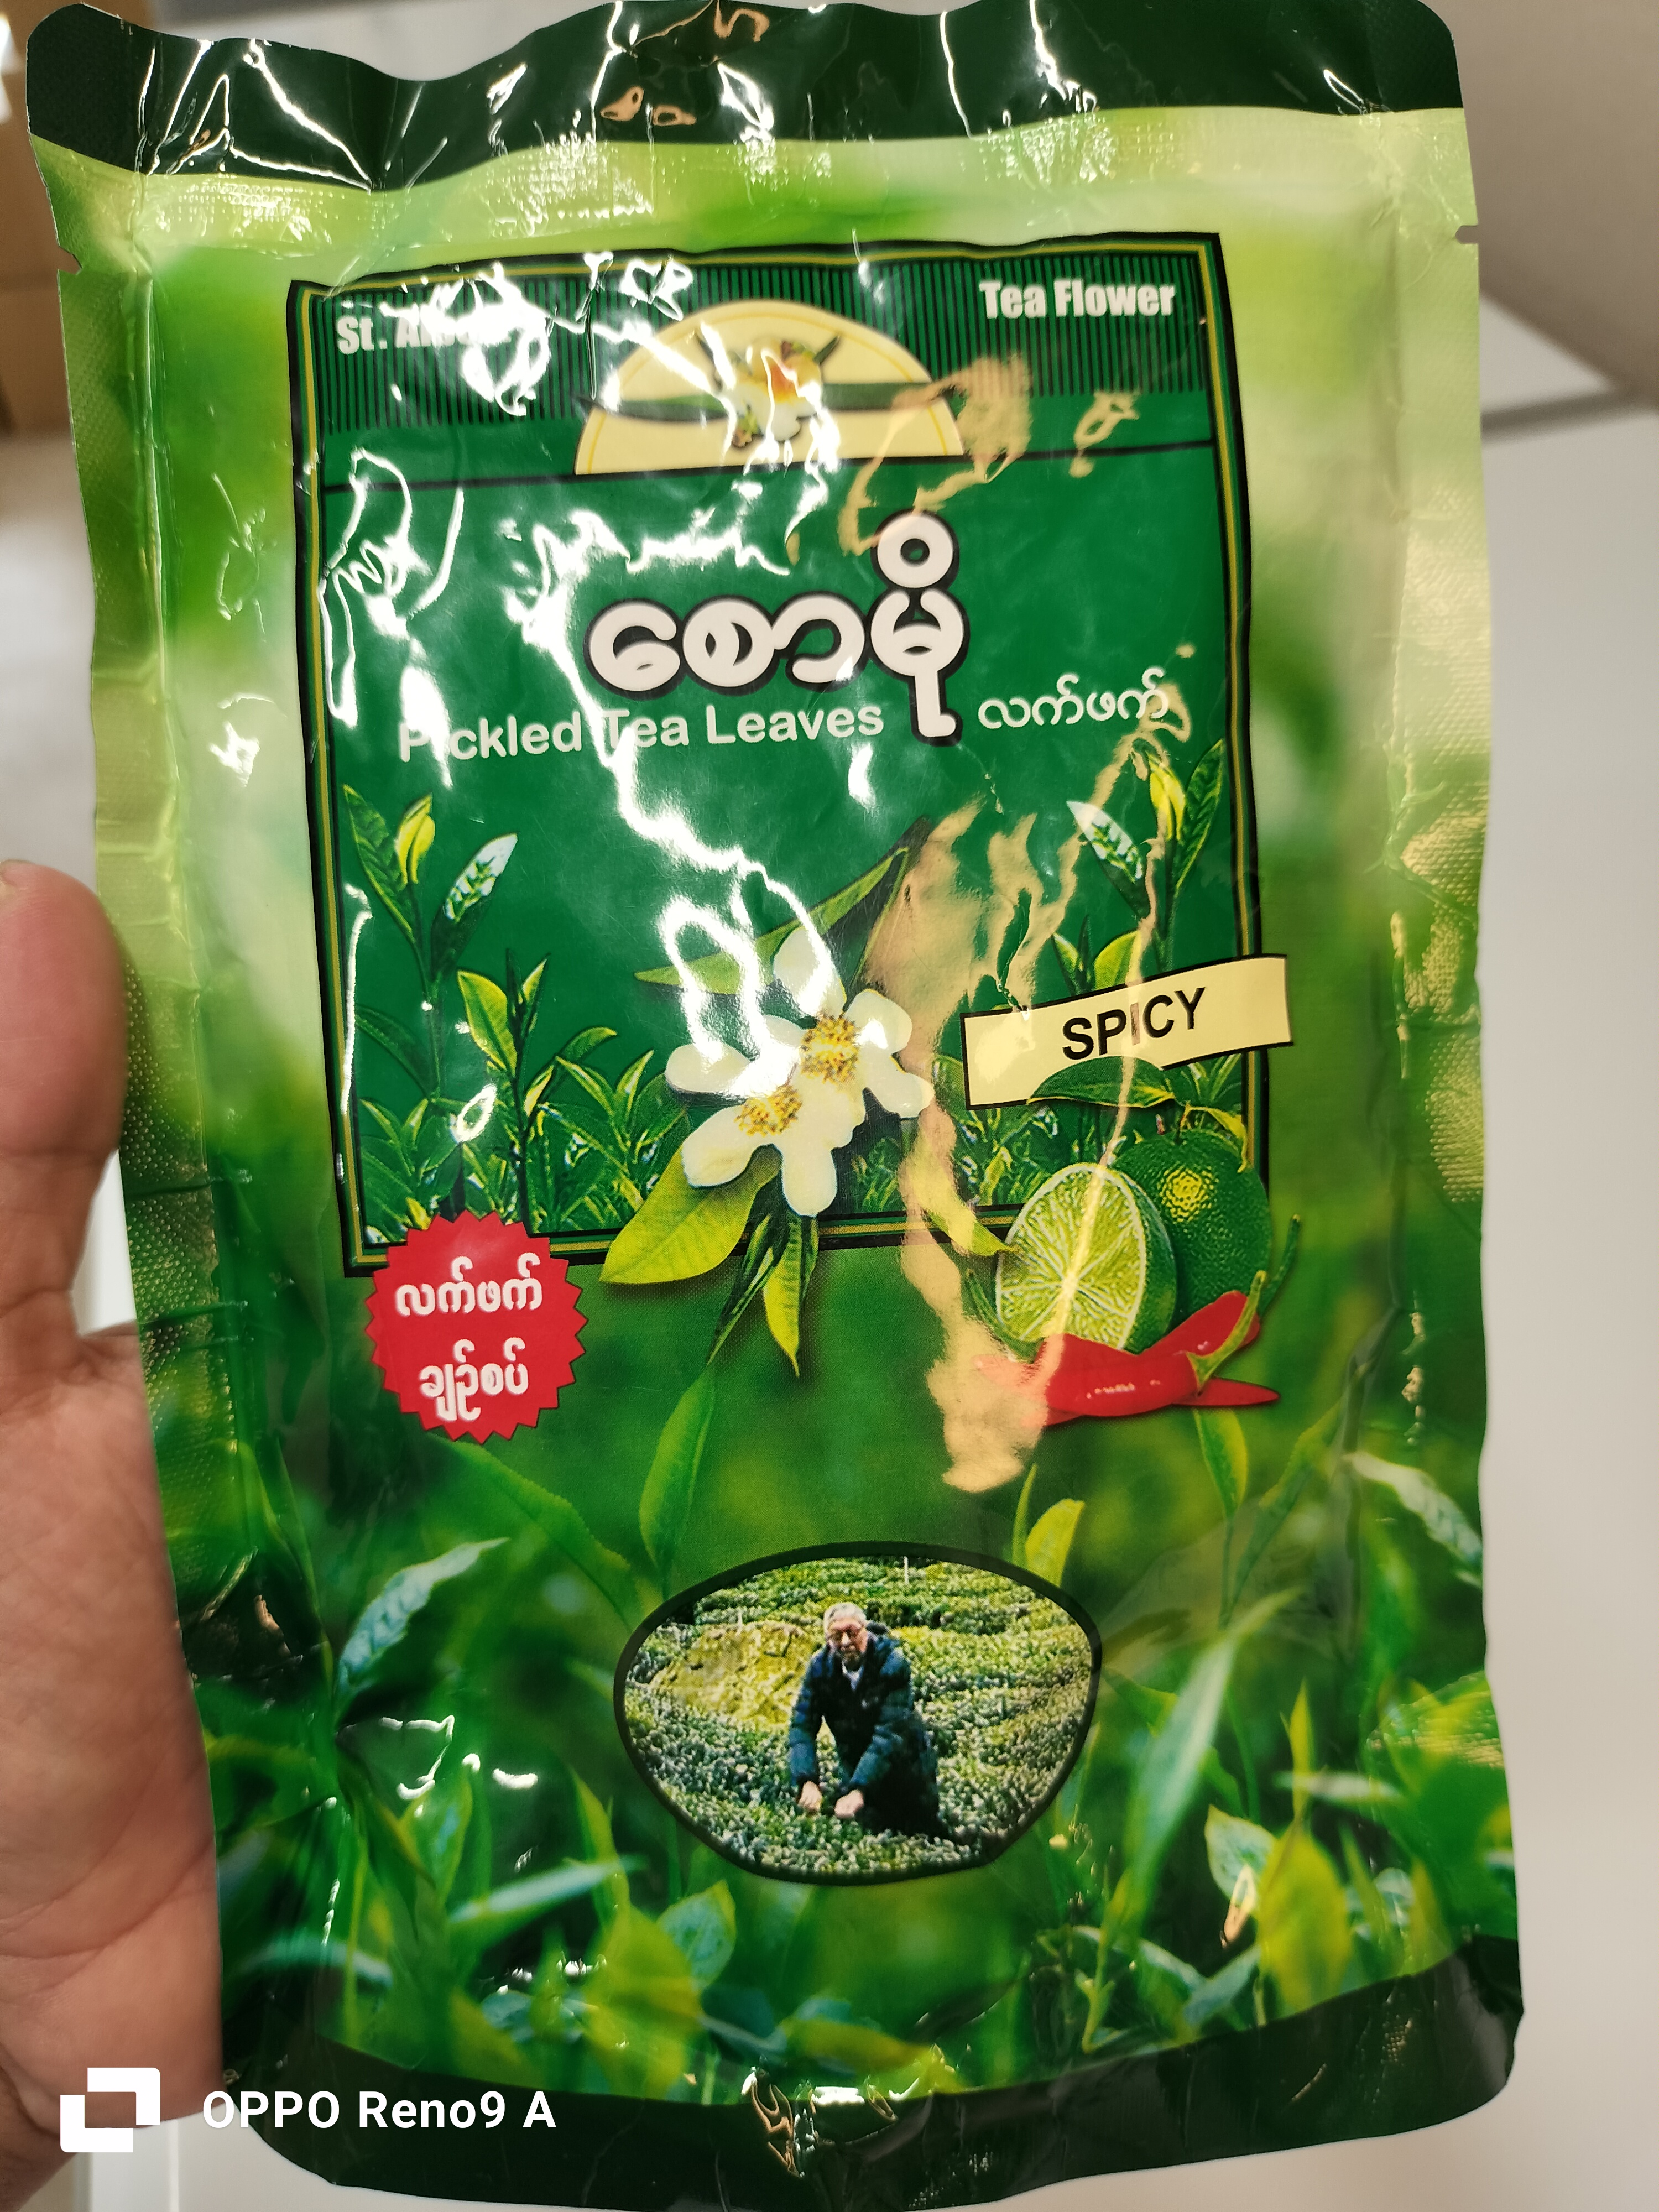 St.
Tea Flower
စောမို
Pickled Tea Leaves
လက်ဖက်
SPICY
လက်ဖက်
ချဉ်စပ်
OPPO Reno9 A